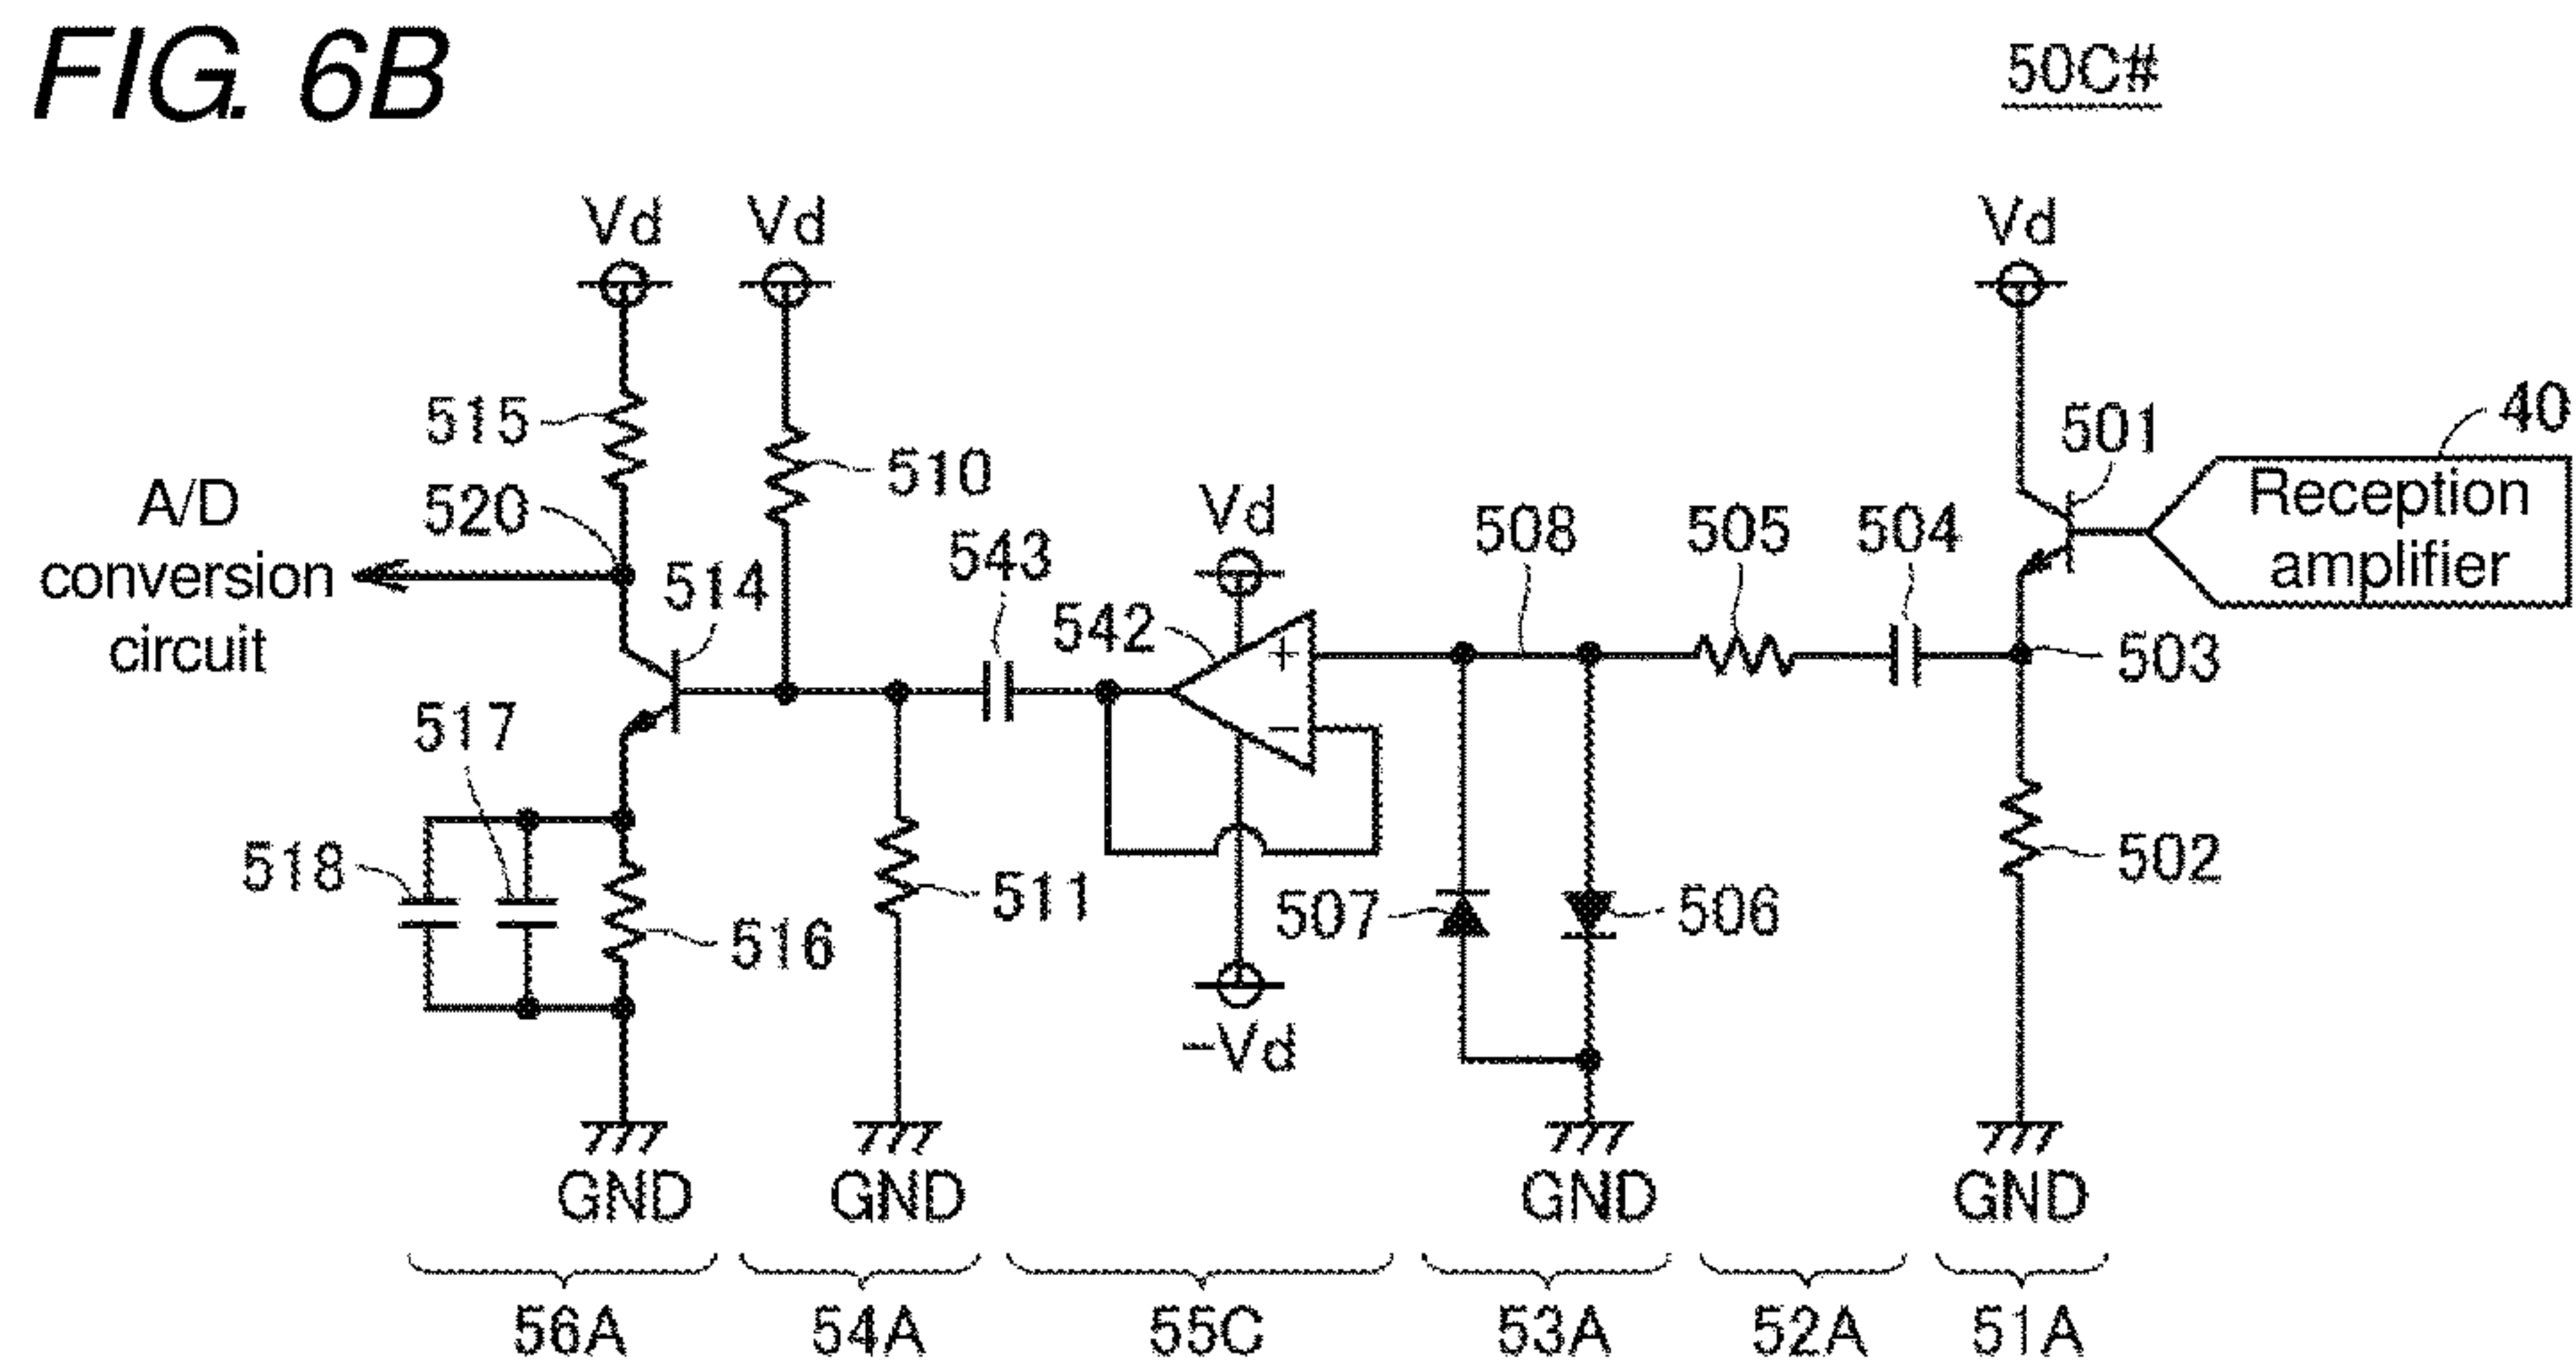 FIG. 6B
50C#
Vd
Vd
Vd
515
510
501
40
Reception
amplifier
A/D
conversion
circuit
520
514
543
Vd
542
508
505
504
503
+
−
517
518
516
511
507
506
502
-Vd
GND
GND
GND
GND
56A
54A
55C
53A
52A
51A